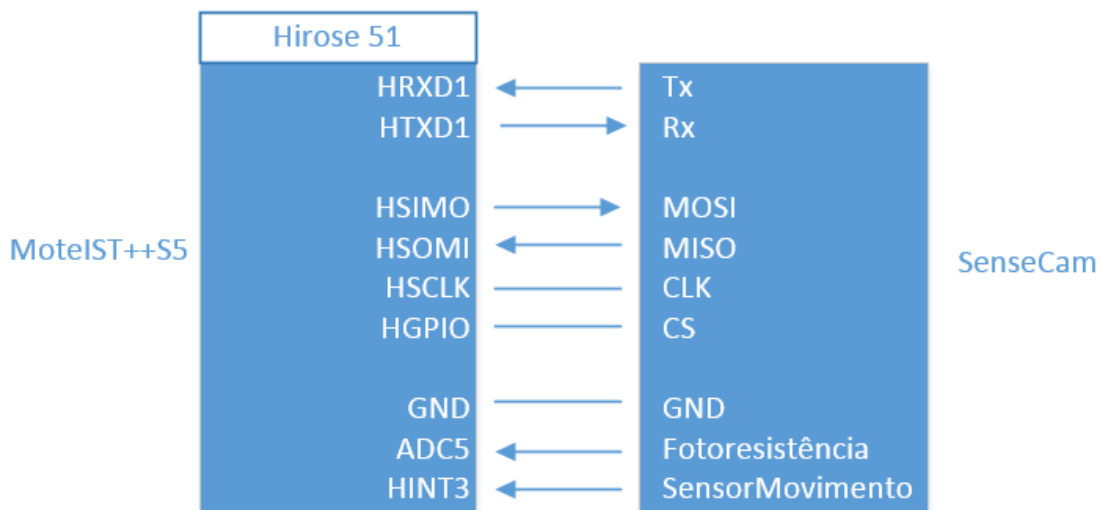 Hirose 51
HRXD1 Tx
HTXD1 Rx
HSIMO MOSI
MoteIST++S5
HSOMI MISO
SenseCam
HSCLK CLK
HGPIO CS
GND GND
ADC5 Fotoresistência
HINT3 SensorMovimento